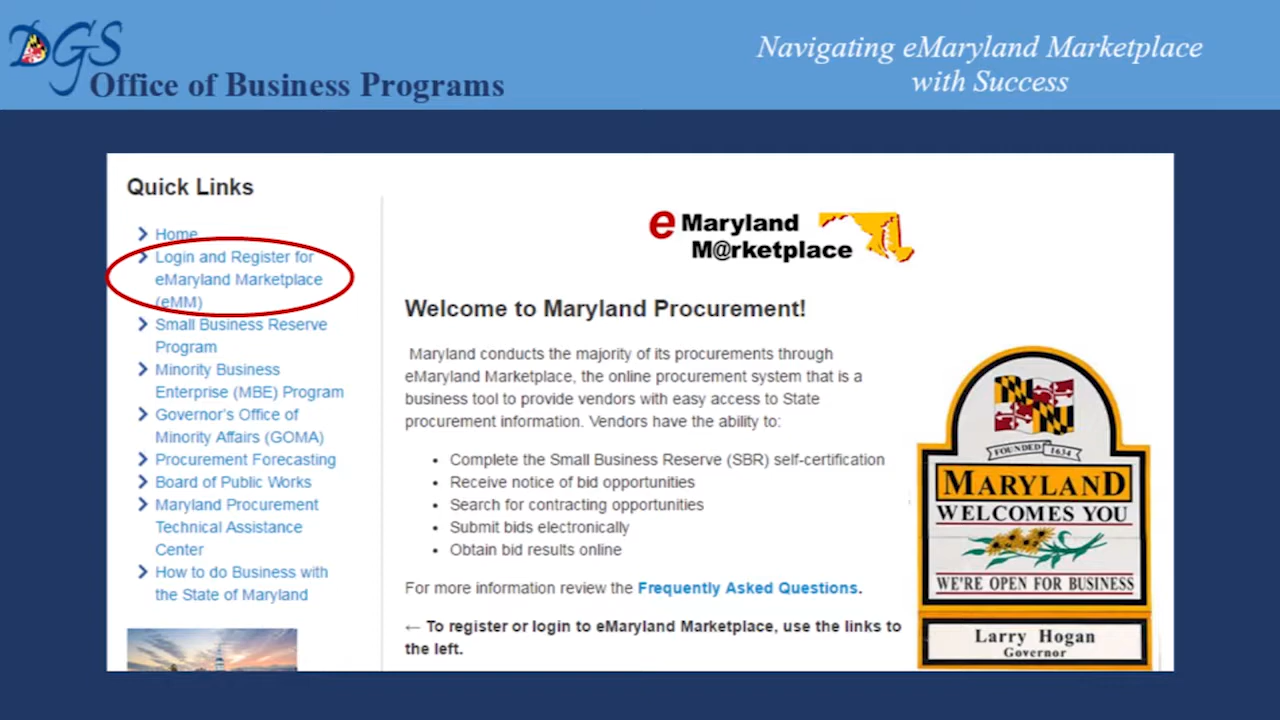 DGS
Office of Business Programs
Navigating eMaryland Marketplace
with Success
Quick Links
Home
Login and Register for
eMaryland Marketplace
(eMM)
Small Business Reserve
Program
Minority Business
Enterprise (MBE) Program
Governor's Office of
Minority Affairs (GOMA)
Procurement Forecasting
Board of Public Works
Maryland Procurement
Technical Assistance
Center
How to do Business with
the State of Maryland
e Maryland
M@rketplace
Welcome to Maryland Procurement!
Maryland conducts the majority of its procurements through
eMaryland Marketplace, the online procurement system that is a
business tool to provide vendors with easy access to State
procurement information. Vendors have the ability to:
• Complete the Small Business Reserve (SBR) self-certification
• Receive notice of bid opportunities
• Search for contracting opportunities
• Submit bids electronically
• Obtain bid results online
For more information review the Frequently Asked Questions.
← To register or login to eMaryland Marketplace, use the links to
the left.
FOUNDED 1634
MARYLAND
WELCOMES YOU
WE'RE OPEN FOR BUSINESS
Larry Hogan
Governor